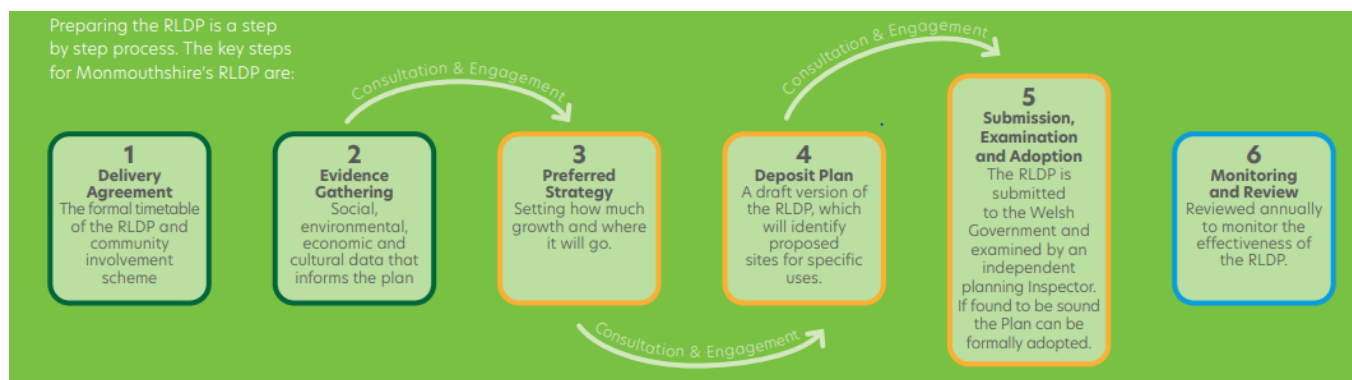 Preparing the RLDP is a step
by step process. The key steps
for Monmouthshire's RLDP are:
Consultation & Engagement
Consultation & Engagement
1
Delivery
Agreement
The formal timetable
of the RLDP and
community
involvement
scheme
2
Evidence
Gathering
Social,
environmental,
economic and
cultural data that
informs the plan
3
Preferred
Strategy
Setting how much
growth and where
it will go.
4
Deposit Plan
A draft version of
the RLDP, which
will identify
proposed
sites for specific
uses.
5
Submission,
Examination
and Adoption
The RLDP is
submitted
to the Welsh
Government and
examined by an
independent
planning Inspector.
If found to be sound
the Plan can be
formally adopted.
6
Monitoring
and Review
Reviewed annually
to monitor the
effectiveness of
the RLDP.
Consultation & Engagement